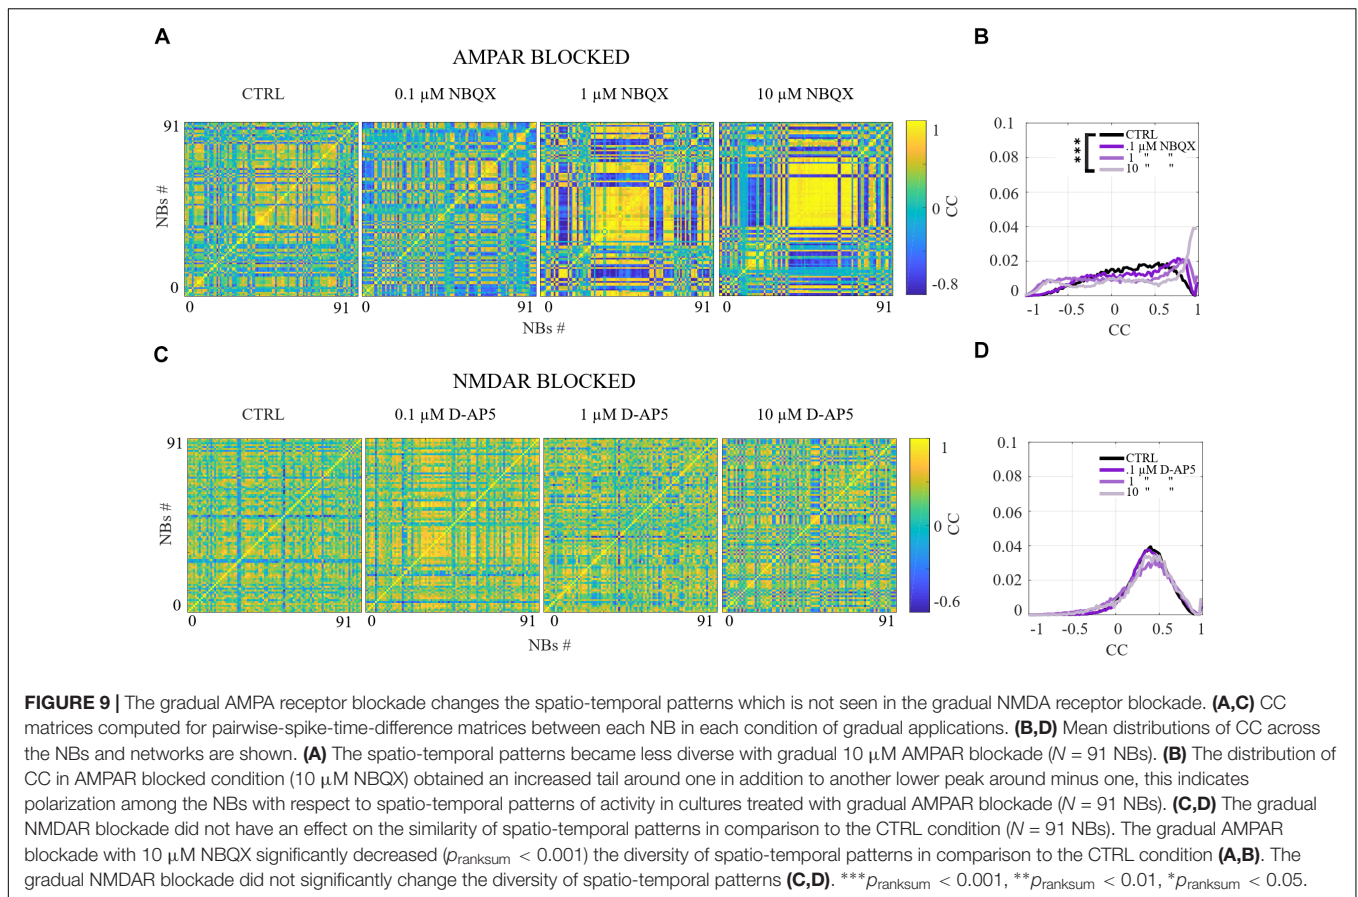 A
B
AMPAR BLOCKED
CTRL 0.1 µM NBQX 1 µM NBQX 10 µM NBQX
91
NBs #
0
0 91 0 91 0 91 0 91
NBs #
1
0
CC
-0.8
0.1
0.08
0.06
0.04
0.02
0
-1 -0.5 0 0.5 1
CC
***
CTRL
.1 µM NBQX
1 " "
10 " "
C
D
NMDAR BLOCKED
CTRL 0.1 µM D-AP5 1 µM D-AP5 10 µM D-AP5
91
NBs #
0
0 91 0 91 0 91 0 91
NBs #
1
0
CC
-0.6
0.1
0.08
0.06
0.04
0.02
0
-1 -0.5 0 0.5 1
CC
CTRL
.1 µM D-AP5
1 " "
10 " "
FIGURE 9 | The gradual AMPA receptor blockade changes the spatio-temporal patterns which is not seen in the gradual NMDA receptor blockade. (A,C) CC
matrices computed for pairwise-spike-time-difference matrices between each NB in each condition of gradual applications. (B,D) Mean distributions of CC across
the NBs and networks are shown. (A) The spatio-temporal patterns became less diverse with gradual 10 µM AMPAR blockade (N = 91 NBs). (B) The distribution of
CC in AMPAR blocked condition (10 µM NBQX) obtained an increased tail around one in addition to another lower peak around minus one, this indicates
polarization among the NBs with respect to spatio-temporal patterns of activity in cultures treated with gradual AMPAR blockade (N = 91 NBs). (C,D) The gradual
NMDAR blockade did not have an effect on the similarity of spatio-temporal patterns in comparison to the CTRL condition (N = 91 NBs). The gradual AMPAR
blockade with 10 µM NBQX significantly decreased (pranksum < 0.001) the diversity of spatio-temporal patterns in comparison to the CTRL condition (A,B). The
gradual NMDAR blockade did not significantly change the diversity of spatio-temporal patterns (C,D). ***pranksum < 0.001, **pranksum < 0.01, *pranksum < 0.05.